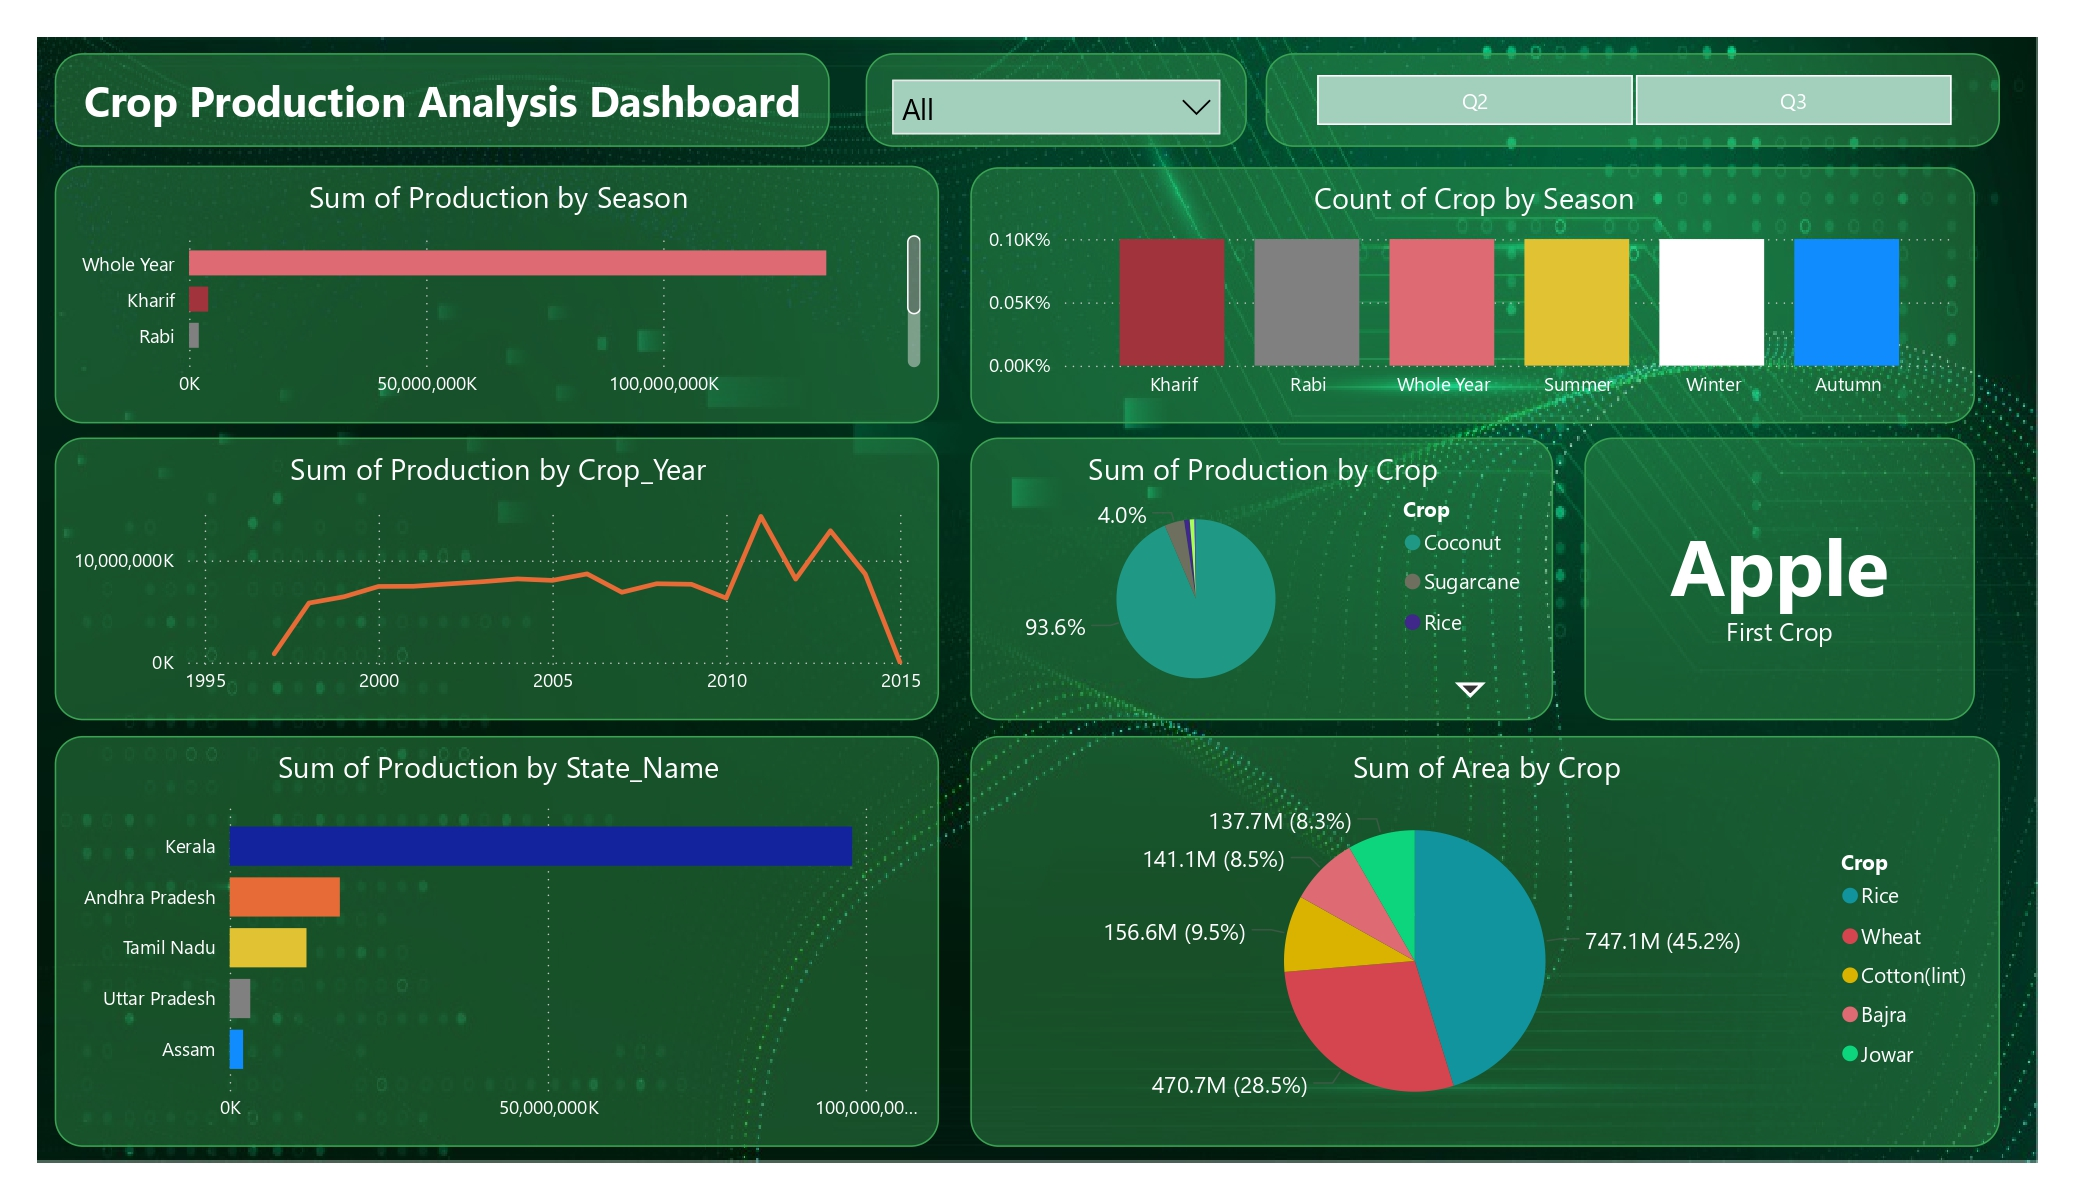 Crop Production Analysis Dashboard
All
Q2
Q3
Sum of Production by Season
Whole Year
Kharif
Rabi
0K
50,000,000K
100,000,000K
Count of Crop by Season
0.10K%
0.05K%
0.00K%
Kharif
Rabi
Whole Year
Summer
Winter
Autumn
Sum of Production by Crop_Year
10,000,000K
0K
1995
2000
2005
2010
2015
Sum of Production by Crop
4.0%
93.6%
Crop
Coconut
Sugarcane
Rice
Apple
First Crop
Sum of Production by State_Name
Kerala
Andhra Pradesh
Tamil Nadu
Uttar Pradesh
Assam
0K
50,000,000K
100,000,00...
Sum of Area by Crop
137.7M (8.3%)
141.1M (8.5%)
156.6M (9.5%)
747.1M (45.2%)
470.7M (28.5%)
Crop
Rice
Wheat
Cotton(lint)
Bajra
Jowar